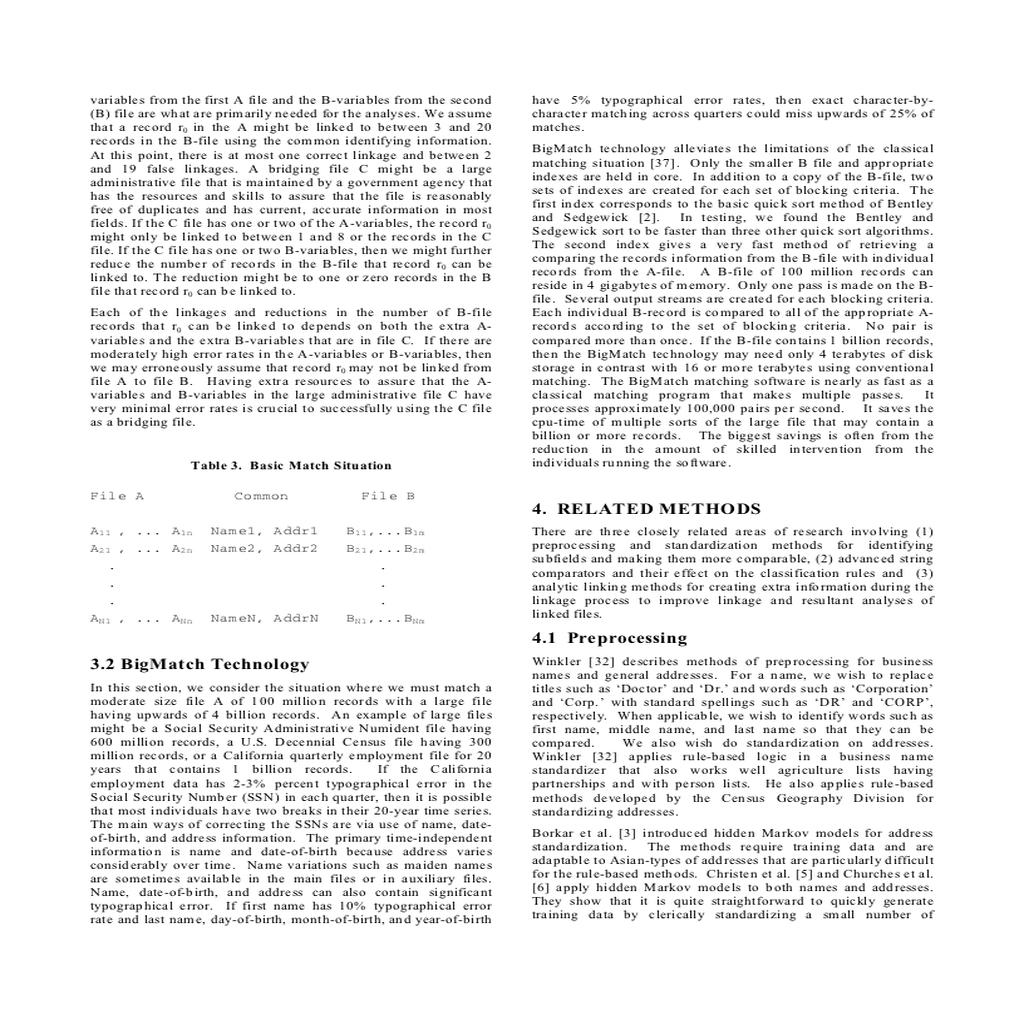 variables from the first A file and the B-variables from the second
(B) file are what are primarily needed for the analyses. We assume
that a record r₀ in the A might be linked to between 3 and 20
records in the B-file using the common identifying information.
At this point, there is at most one correct linkage and between 2
and 19 false linkages. A bridging file C might be a large
administrative file that is maintained by a government agency that
has the resources and skills to assure that the file is reasonably
free of duplicates and has current, accurate information in most
fields. If the C file has one or two of the A-variables, the record r₀
might only be linked to between 1 and 8 or the records in the C
file. If the C file has one or two B-variables, then we might further
reduce the number of records in the B-file that record r₀ can be
linked to. The reduction might be to one or zero records in the B
file that record r₀ can be linked to.
Each of the linkages and reductions in the number of B-file
records that r₀ can be linked to depends on both the extra A-
variables and the extra B-variables that are in file C. If there are
moderately high error rates in the A-variables or B-variables, then
we may erroneously assume that record r₀ may not be linked from
file A to file B. Having extra resources to assure that the A-
variables and B-variables in the large administrative file C have
very minimal error rates is crucial to successfully using the C file
as a bridging file.
Table 3. Basic Match Situation
File A Common File B
A₁₁ , ... A₁ₙ Name1, Addr1 B₁₁,...B₁ₘ
A₂₁ , ... A₂ₙ Name2, Addr2 B₂₁,...B₂ₘ
. .
. .
. .
A_N1 , ... A_Nn NameN, AddrN B_N1,...B_Nm
3.2 BigMatch Technology
In this section, we consider the situation where we must match a
moderate size file A of 100 million records with a large file
having upwards of 4 billion records. An example of large files
might be a Social Security Administrative Numident file having
600 million records, a U.S. Decennial Census file having 300
million records, or a California quarterly employment file for 20
years that contains 1 billion records. If the California
employment data has 2-3% percent typographical error in the
Social Security Number (SSN) in each quarter, then it is possible
that most individuals have two breaks in their 20-year time series.
The main ways of correcting the SSNs are via use of name, date-
of-birth, and address information. The primary time-independent
information is name and date-of-birth because address varies
considerably over time. Name variations such as maiden names
are sometimes available in the main files or in auxiliary files.
Name, date-of-birth, and address can also contain significant
typographical error. If first name has 10% typographical error
rate and last name, day-of-birth, month-of-birth, and year-of-birth
have 5% typographical error rates, then exact character-by-
character matching across quarters could miss upwards of 25% of
matches.
BigMatch technology alleviates the limitations of the classical
matching situation [37]. Only the smaller B file and appropriate
indexes are held in core. In addition to a copy of the B-file, two
sets of indexes are created for each set of blocking criteria. The
first index corresponds to the basic quick sort method of Bentley
and Sedgewick [2]. In testing, we found the Bentley and
Sedgewick sort to be faster than three other quick sort algorithms.
The second index gives a very fast method of retrieving a
comparing the records information from the B-file with individual
records from the A-file. A B-file of 100 million records can
reside in 4 gigabytes of memory. Only one pass is made on the B-
file. Several output streams are created for each blocking criteria.
Each individual B-record is compared to all of the appropriate A-
records according to the set of blocking criteria. No pair is
compared more than once. If the B-file contains 1 billion records,
then the BigMatch technology may need only 4 terabytes of disk
storage in contrast with 16 or more terabytes using conventional
matching. The BigMatch matching software is nearly as fast as a
classical matching program that makes multiple passes. It
processes approximately 100,000 pairs per second. It saves the
cpu-time of multiple sorts of the large file that may contain a
billion or more records. The biggest savings is often from the
reduction in the amount of skilled intervention from the
individuals running the software.
4. RELATED METHODS
There are three closely related areas of research involving (1)
preprocessing and standardization methods for identifying
subfields and making them more comparable, (2) advanced string
comparators and their effect on the classification rules and (3)
analytic linking methods for creating extra information during the
linkage process to improve linkage and resultant analyses of
linked files.
4.1 Preprocessing
Winkler [32] describes methods of preprocessing for business
names and general addresses. For a name, we wish to replace
titles such as ‘Doctor’ and ‘Dr.’ and words such as ‘Corporation’
and ‘Corp.’ with standard spellings such as ‘DR’ and ‘CORP’,
respectively. When applicable, we wish to identify words such as
first name, middle name, and last name so that they can be
compared. We also wish do standardization on addresses.
Winkler [32] applies rule-based logic in a business name
standardizer that also works well agriculture lists having
partnerships and with person lists. He also applies rule-based
methods developed by the Census Geography Division for
standardizing addresses.
Borkar et al. [3] introduced hidden Markov models for address
standardization. The methods require training data and are
adaptable to Asian-types of addresses that are particularly difficult
for the rule-based methods. Christen et al. [5] and Churches et al.
[6] apply hidden Markov models to both names and addresses.
They show that it is quite straightforward to quickly generate
training data by clerically standardizing a small number of